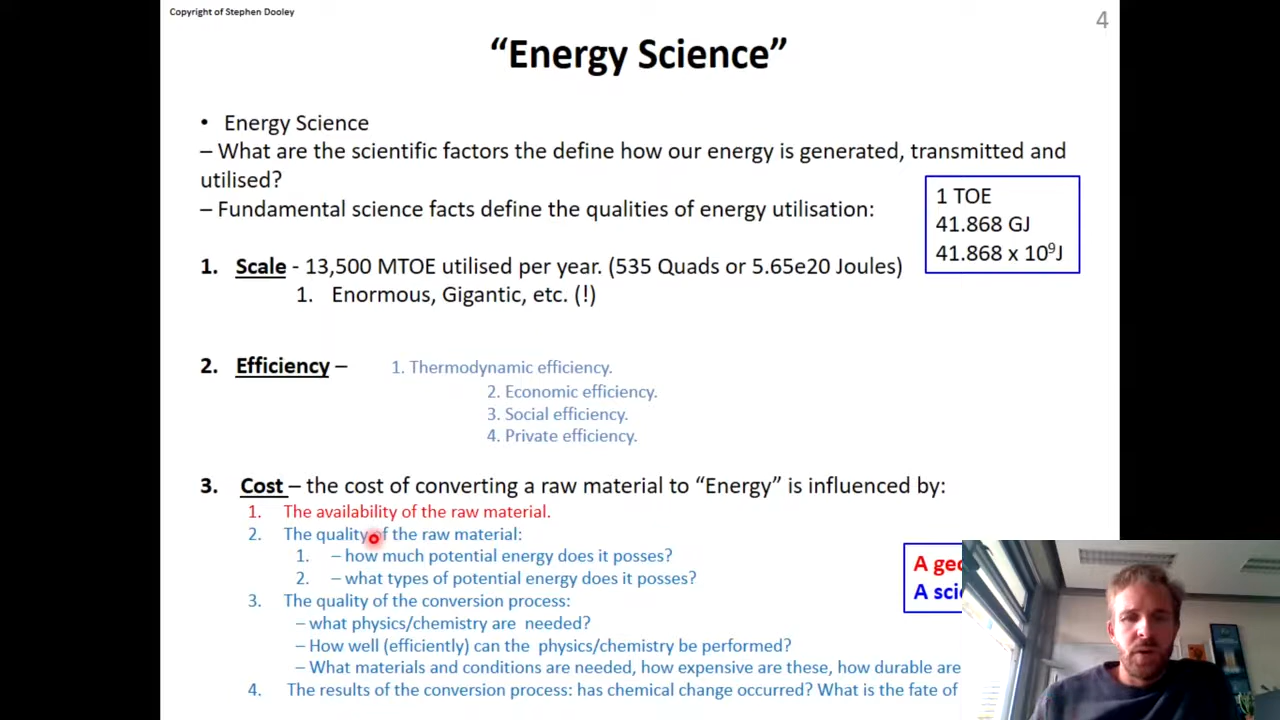 Copyright of Stephen Dooley
4
“Energy Science”
• Energy Science
– What are the scientific factors the define how our energy is generated, transmitted and
utilised?
– Fundamental science facts define the qualities of energy utilisation:
1 TOE
41.868 GJ
41.868 x 10⁹J
1. Scale - 13,500 MTOE utilised per year. (535 Quads or 5.65e20 Joules)
1. Enormous, Gigantic, etc. (!)
2. Efficiency – 1. Thermodynamic efficiency.
2. Economic efficiency.
3. Social efficiency.
4. Private efficiency.
3. Cost – the cost of converting a raw material to “Energy” is influenced by:
1. The availability of the raw material.
2. The quality of the raw material:
1. – how much potential energy does it posses?
2. – what types of potential energy does it posses?
3. The quality of the conversion process:
– what physics/chemistry are needed?
– How well (efficiently) can the physics/chemistry be performed?
– What materials and conditions are needed, how expensive are these, how durable are
4. The results of the conversion process: has chemical change occurred? What is the fate of
A
A